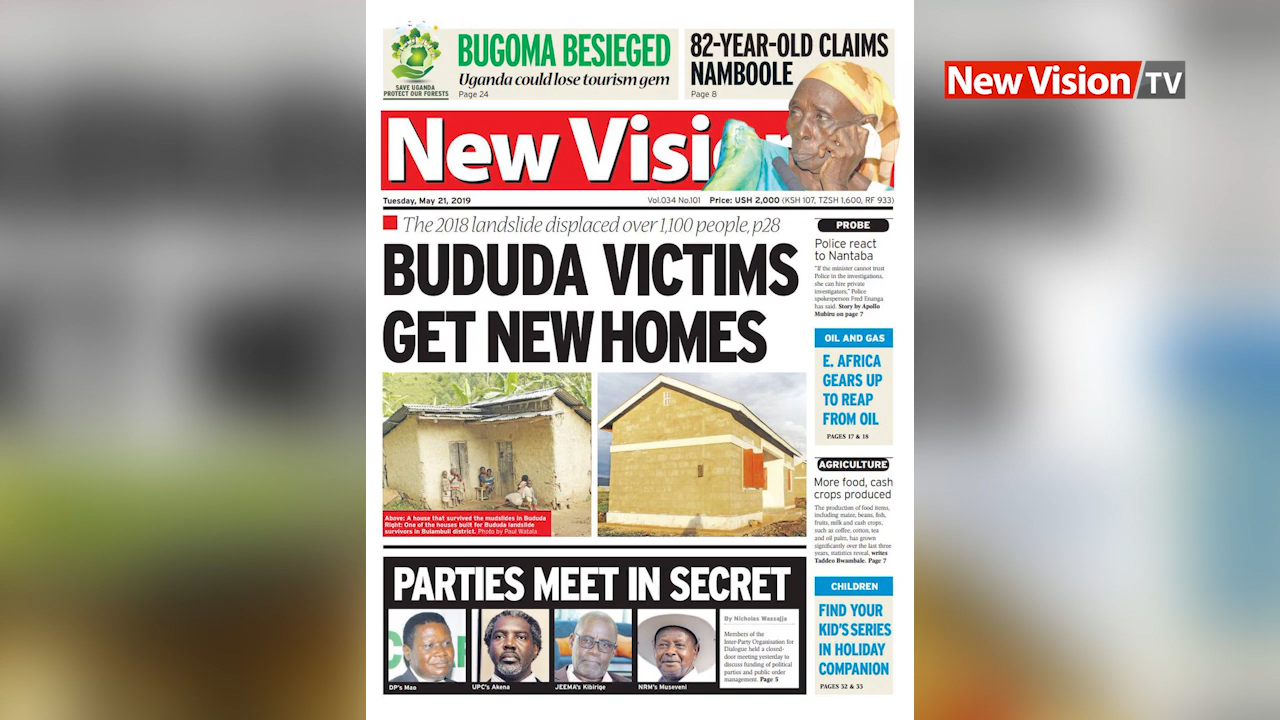 SAVE UGANDA
PROTECT OUR FORESTS
BUGOMA BESIEGED
Uganda could lose tourism gem
Page 24
82-YEAR-OLD CLAIMS
NAMBOOLE
Page 8
New Vision TV
New Vision
Tuesday, May 21, 2019
Vol.034 No.101 Price: USH 2,000 (KSH 107, TZSH 1,600, RF 933)
The 2018 landslide displaced over 1,100 people, p28
BUDUDA VICTIMS
GET NEW HOMES
Above: A house that survived the mudslides in Bududa
Right: One of the houses built for Bududa landslide
survivors in Bulambuli district. Photo by Paul Watala
PROBE
Police react
to Nantaba
"If the minister cannot trust
Police in the investigations,
she can hire private
investigators," Police
spokesperson Fred Enanga
has said. Story by Apollo
Mubiru on page 7
OIL AND GAS
E. AFRICA
GEARS UP
TO REAP
FROM OIL
PAGES 17 & 18
AGRICULTURE
More food, cash
crops produced
The production of food items,
including maize, beans, fish,
fruits, milk and cash crops,
such as coffee, cotton, tea
and oil palm, has grown
significantly over the last three
years, statistics reveal, writes
Taddeo Bwambale. Page 7
CHILDREN
FIND YOUR
KID'S SERIES
IN HOLIDAY
COMPANION
PAGES 32 & 33
PARTIES MEET IN SECRET
DP's Mao
UPC's Akena
JEEMA's Kibirige
NRM's Museveni
By Nicholas Wassajja
Members of the
Inter-Party Organisation for
Dialogue held a closed-
door meeting yesterday to
discuss funding of political
parties and public order
management. Page 5